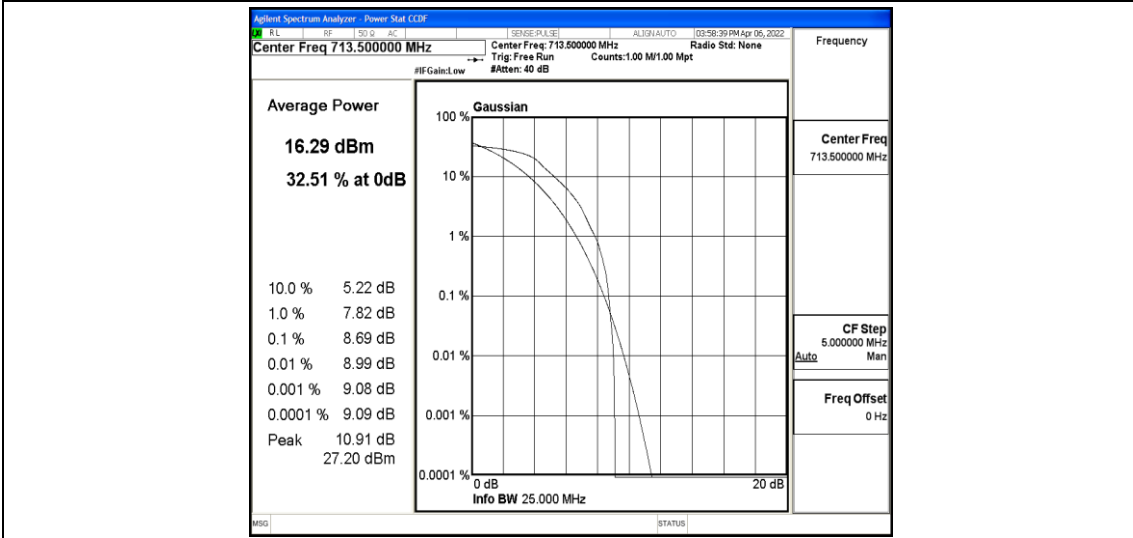 Agilent Spectrum Analyzer - Power Stat CCDF
LXI RL RF 50 Ω AC SENSE:PULSE ALIGNAUTO 03:58:39 PM Apr 06, 2022
Center Freq 713.500000 MHz
Center Freq: 713.500000 MHz Radio Std: None
Trig: Free Run Counts:1.00 M/1.00 Mpt
#IFGain:Low #Atten: 40 dB
Frequency
Average Power
16.29 dBm
32.51 % at 0dB
10.0 % 5.22 dB
1.0 % 7.82 dB
0.1 % 8.69 dB
0.01 % 8.99 dB
0.001 % 9.08 dB
0.0001 % 9.09 dB
Peak 10.91 dB
27.20 dBm
Gaussian
100 %
10 %
1 %
0.1 %
0.01 %
0.001 %
0.0001 %
0 dB 20 dB
Info BW 25.000 MHz
Center Freq
713.500000 MHz
CF Step
5.000000 MHz
Auto Man
Freq Offset
0 Hz
MSG STATUS